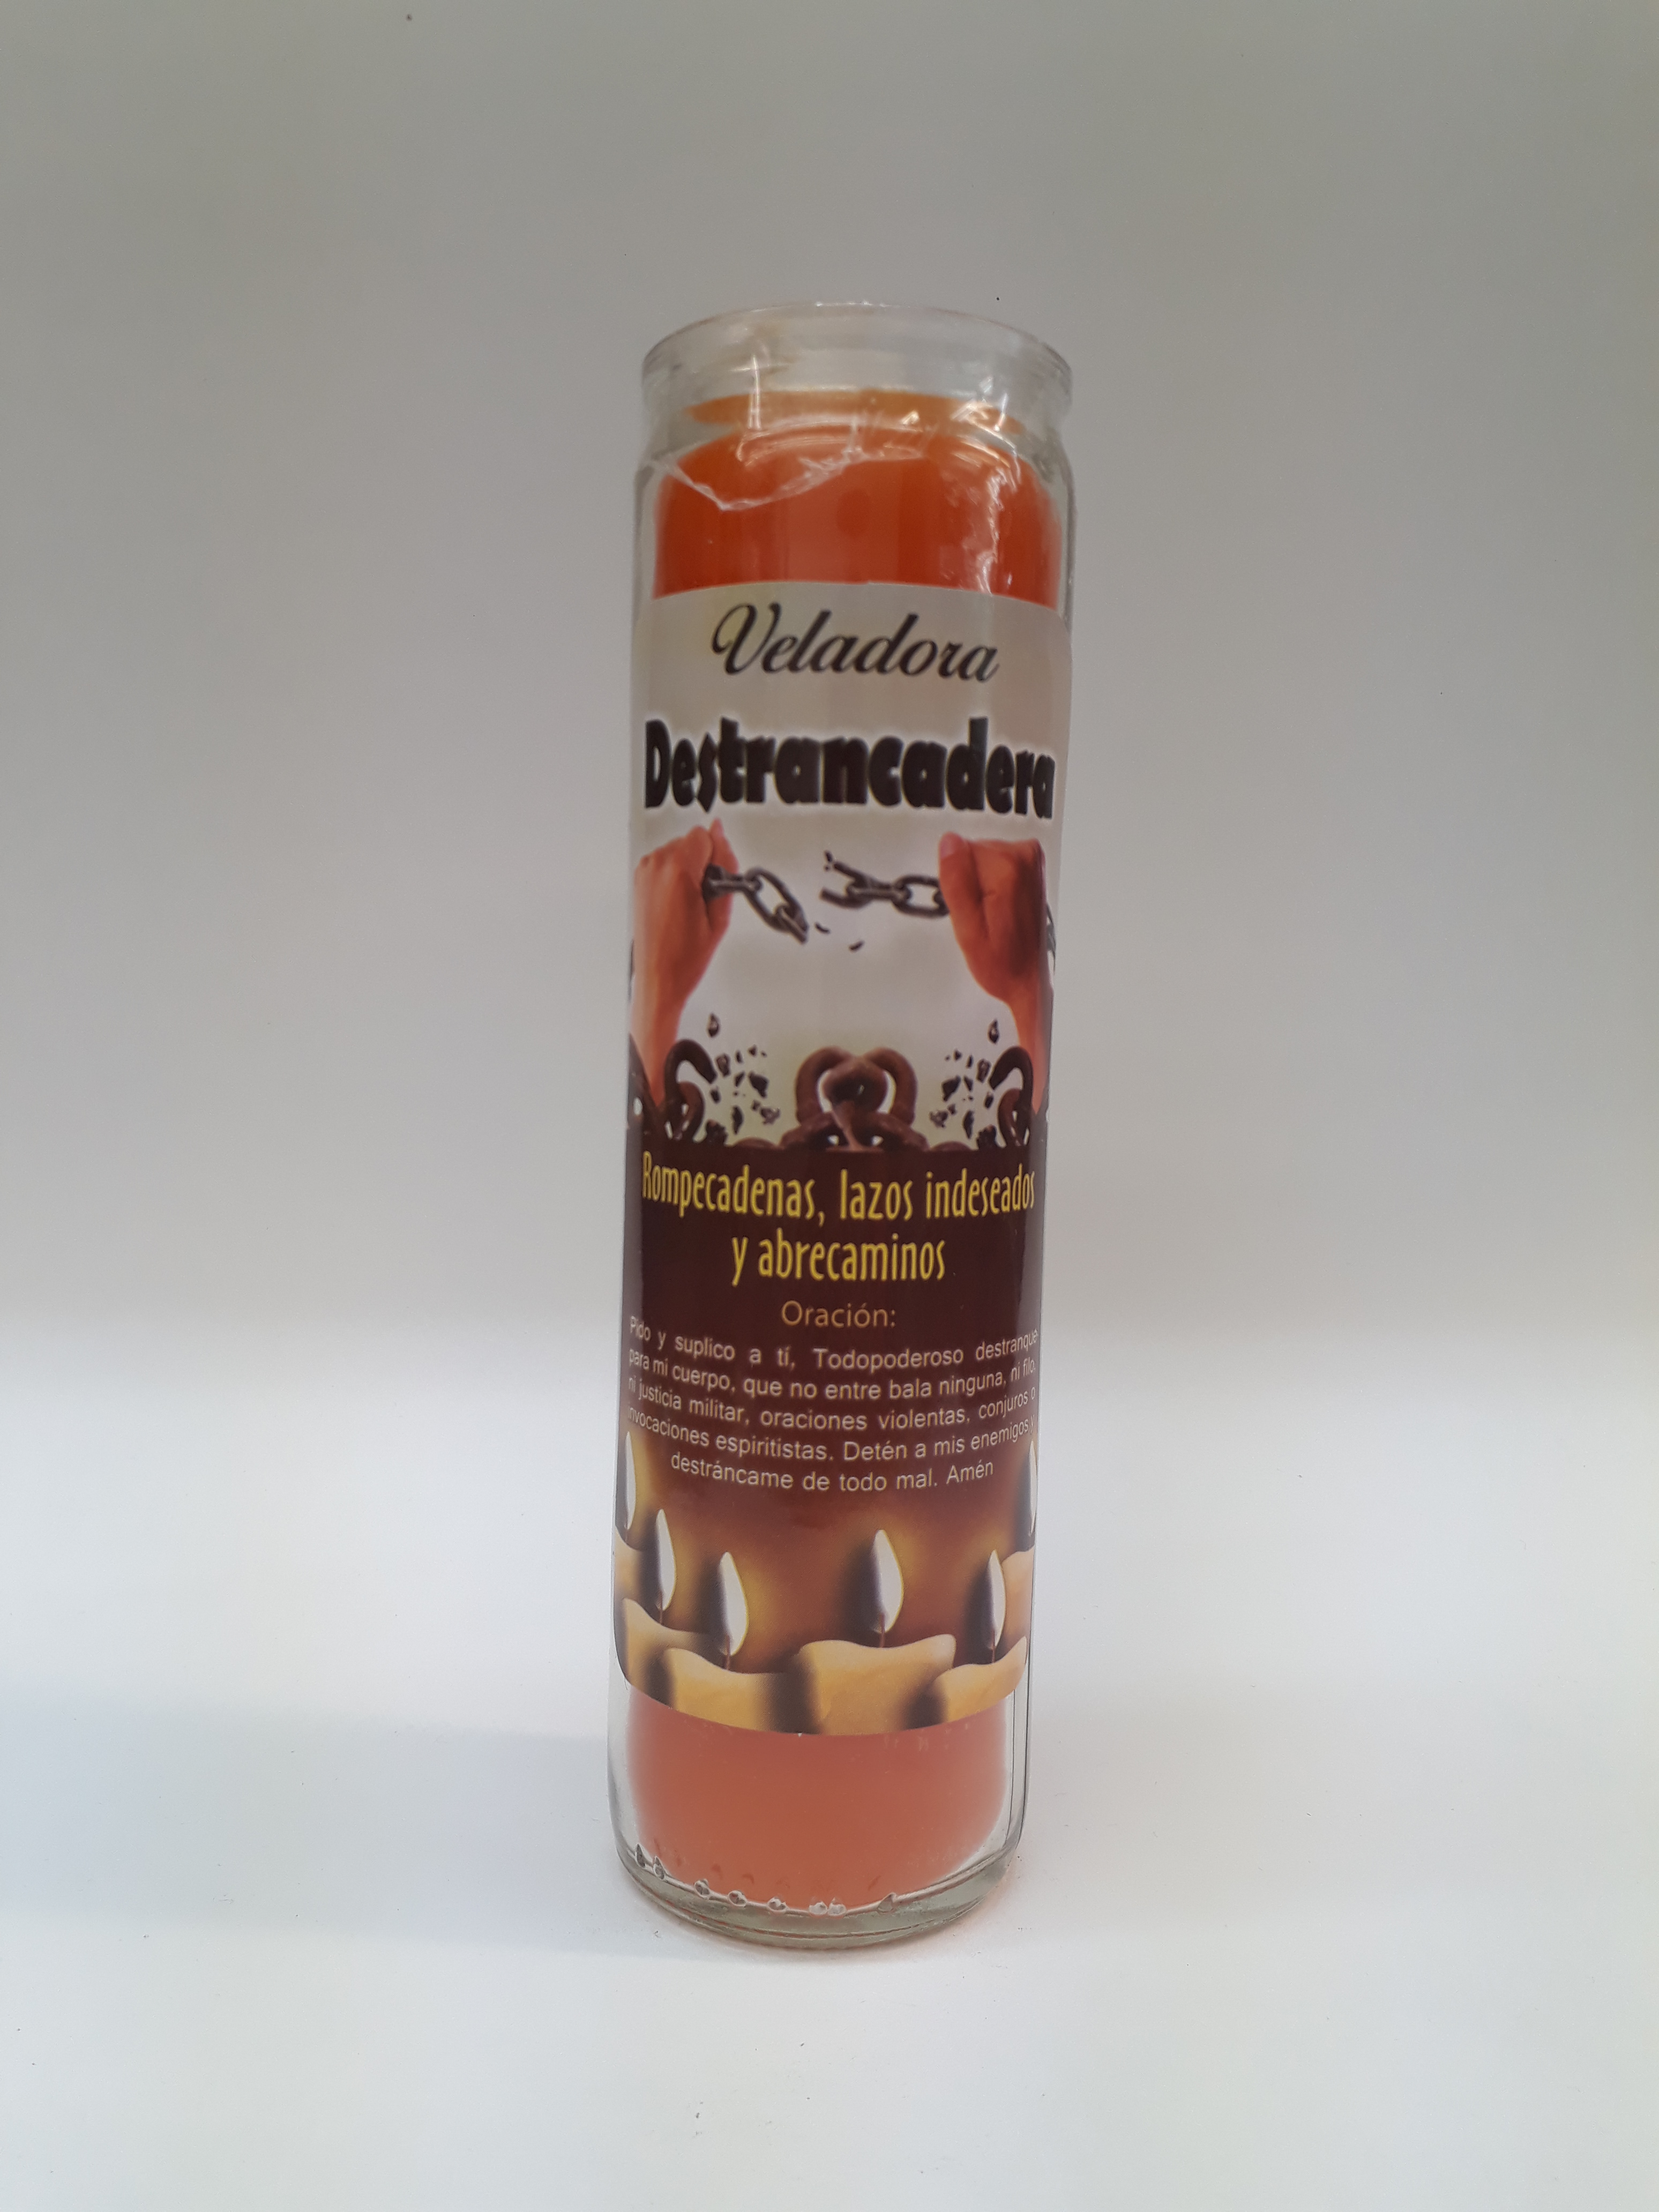 Veladora
Destrancadera
Rompecadenas, lazos indeseados
y abrecaminos
Oración:
Pido y suplico a tí, Todopoderoso destranque
para mi cuerpo, que no entre bala ninguna, ni filo,
ni justicia militar, oraciones violentas, conjuros o
invocaciones espiritistas. Detén a mis enemigos y
destráncame de todo mal. Amén